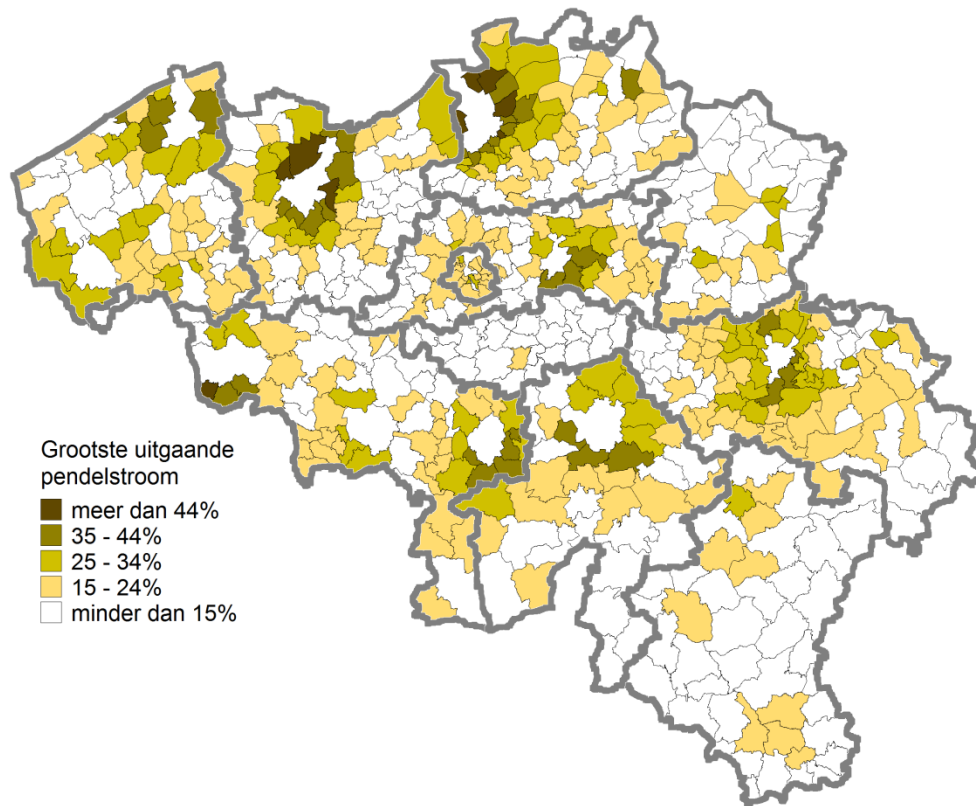 Grootste uitgaande
pendelstroom
meer dan 44%
35 - 44%
25 - 34%
15 - 24%
minder dan 15%